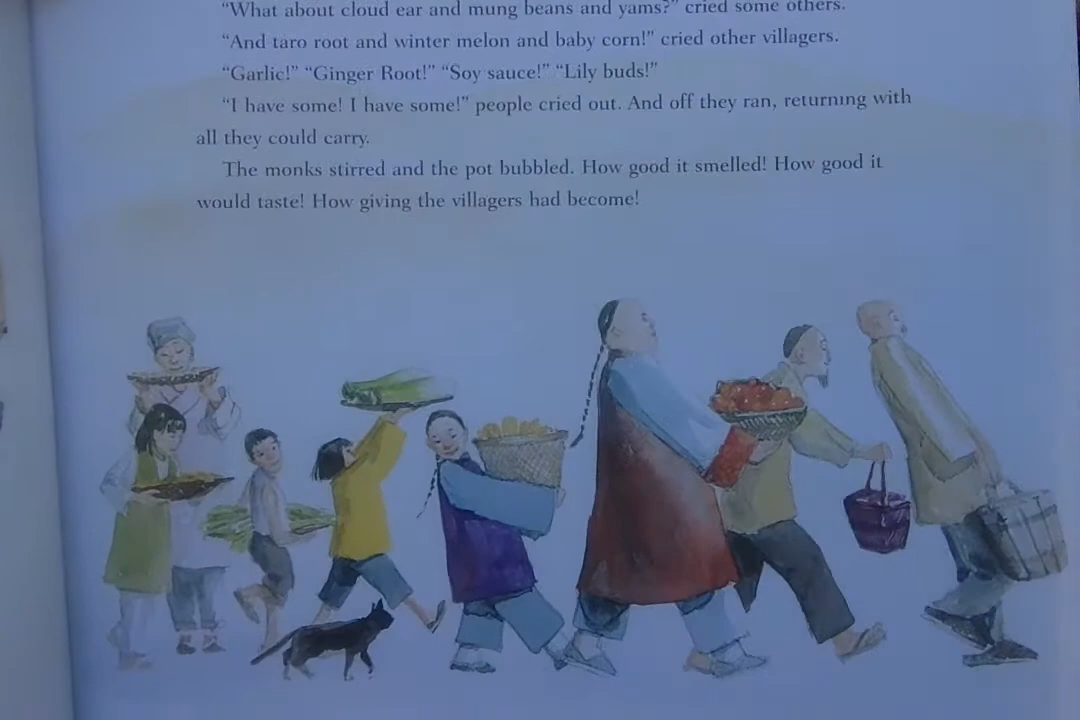 “What about cloud ear and mung beans and yams?” cried some others.
“And taro root and winter melon and baby corn!” cried other villagers.
“Garlic!” “Ginger Root!” “Soy sauce!” “Lily buds!”
“I have some! I have some!” people cried out. And off they ran, returning with
all they could carry.
The monks stirred and the pot bubbled. How good it smelled! How good it
would taste! How giving the villagers had become!